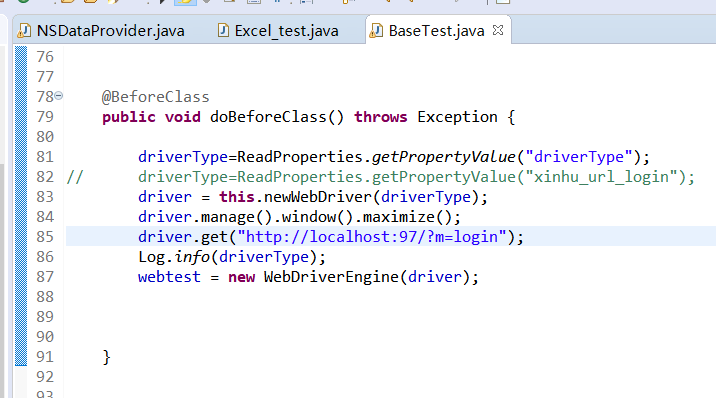 NSDataProvider.java Excel_test.java BaseTest.java
76
77
78 @BeforeClass
79 public void doBeforeClass() throws Exception {
80
81 driverType=ReadProperties.getPropertyValue("driverType");
82 // driverType=ReadProperties.getPropertyValue("xinhu_url_login");
83 driver = this.newWebDriver(driverType);
84 driver.manage().window().maximize();
85 driver.get("http://localhost:97/?m=login");
86 Log.info(driverType);
87 webtest = new WebDriverEngine(driver);
88
89
90
91 }
92
93